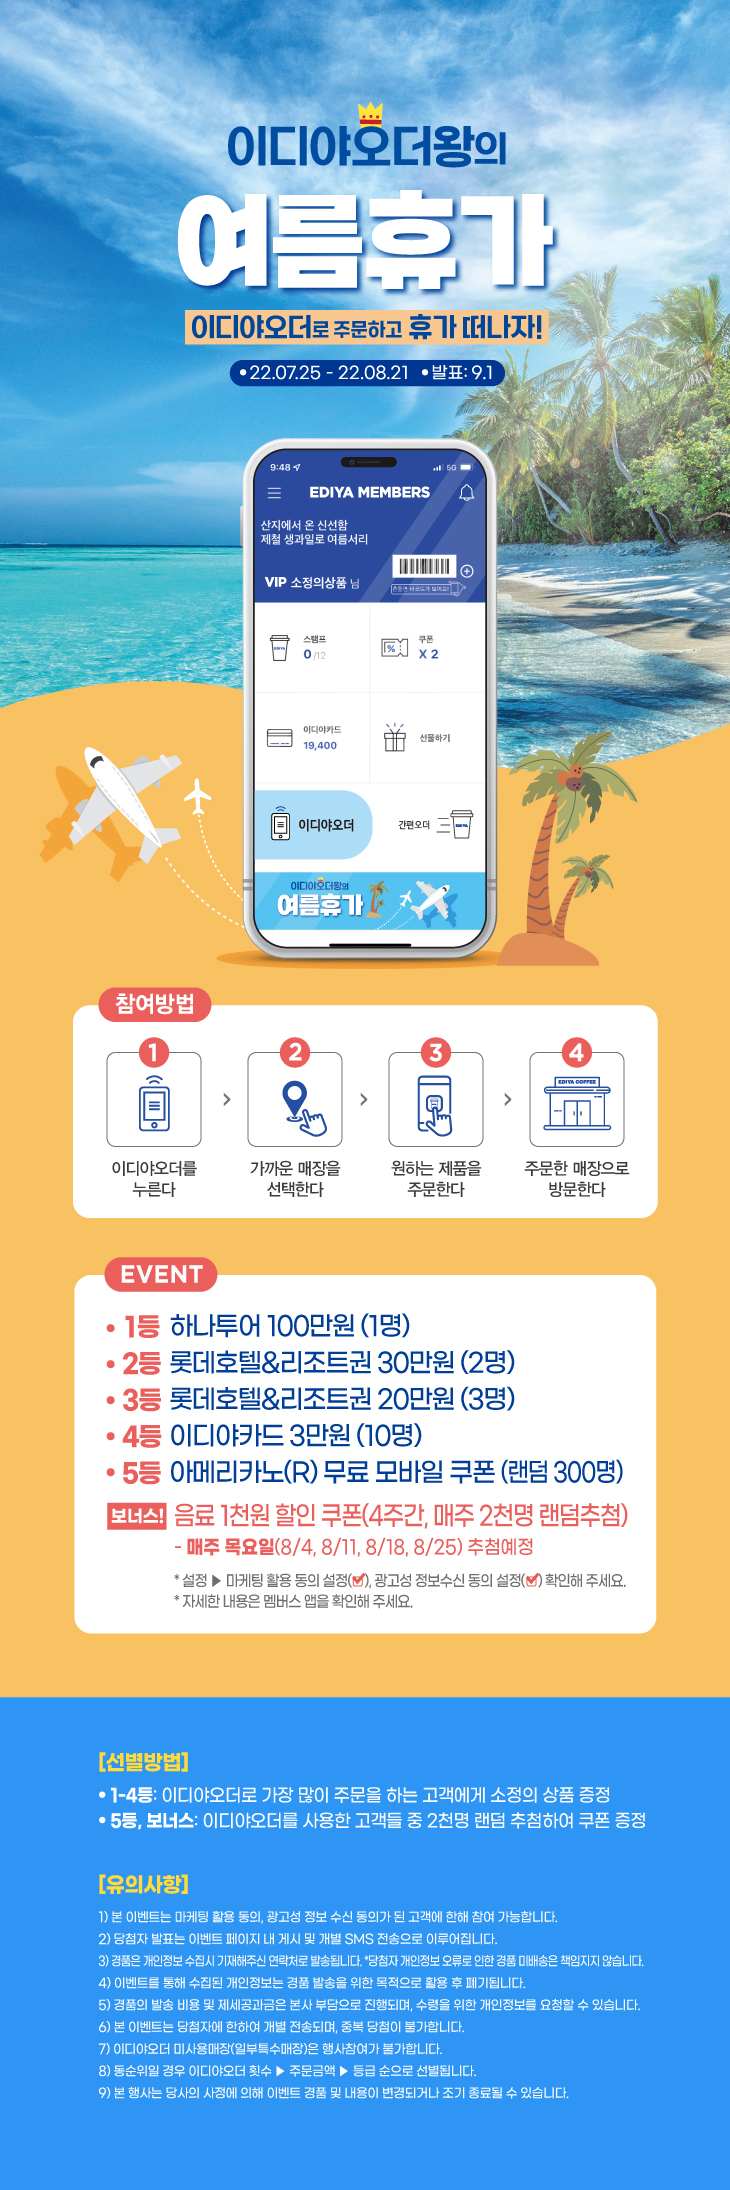 이디야오더왕의
여름휴가
이디야오더로 주문하고 휴가 떠나자!
• 22.07.25 - 22.08.21 • 발표: 9.1
9:48 5G
EDIYA MEMBERS
산지에서 온 신선함
제철 생과일로 여름서리
VIP 소정의상품 님
스탬프
0 /12
쿠폰
X 2
이디야카드
19,400
선물하기
이디야오더
간편오더
이디야오더왕의
여름휴가
참여방법
1
이디야오더를
누른다
2
가까운 매장을
선택한다
3
원하는 제품을
주문한다
4
EDIYA COFFEE
주문한 매장으로
방문한다
EVENT
• 1등 하나투어 100만원 (1명)
• 2등 롯데호텔&리조트권 30만원 (2명)
• 3등 롯데호텔&리조트권 20만원 (3명)
• 4등 이디야카드 3만원 (10명)
• 5등 아메리카노(R) 무료 모바일 쿠폰 (랜덤 300명)
보너스! 음료 1천원 할인 쿠폰(4주간, 매주 2천명 랜덤추첨)
- 매주 목요일(8/4, 8/11, 8/18, 8/25) 추첨예정
* 설정 ▶ 마케팅 활용 동의 설정(☑), 광고성 정보수신 동의 설정(☑) 확인해 주세요.
* 자세한 내용은 멤버스 앱을 확인해 주세요.
[선별방법]
• 1-4등: 이디야오더로 가장 많이 주문을 하는 고객에게 소정의 상품 증정
• 5등, 보너스: 이디야오더를 사용한 고객들 중 2천명 랜덤 추첨하여 쿠폰 증정
[유의사항]
1) 본 이벤트는 마케팅 활용 동의, 광고성 정보 수신 동의가 된 고객에 한해 참여 가능합니다.
2) 당첨자 발표는 이벤트 페이지 내 게시 및 개별 SMS 전송으로 이루어집니다.
3) 경품은 개인정보 수집시 기재해주신 연락처로 발송됩니다. *당첨자 개인정보 오류로 인한 경품 미배송은 책임지지 않습니다.
4) 이벤트를 통해 수집된 개인정보는 경품 발송을 위한 목적으로 활용 후 폐기됩니다.
5) 경품의 발송 비용 및 제세공과금은 본사 부담으로 진행되며, 수령을 위한 개인정보를 요청할 수 있습니다.
6) 본 이벤트는 당첨자에 한하여 개별 전송되며, 중복 당첨이 불가합니다.
7) 이디야오더 미사용매장(일부특수매장)은 행사참여가 불가합니다.
8) 동순위일 경우 이디야오더 횟수 ▶ 주문금액 ▶ 등급 순으로 선별됩니다.
9) 본 행사는 당사의 사정에 의해 이벤트 경품 및 내용이 변경되거나 조기 종료될 수 있습니다.